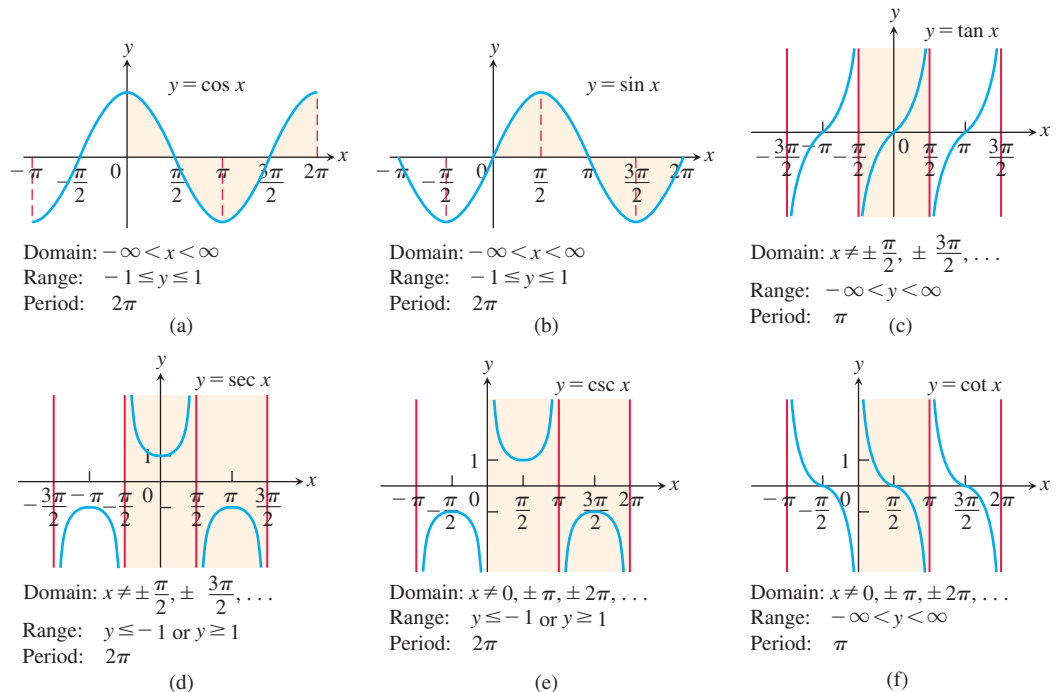 y
y = cos x
−π
−π/2
0
π/2
π
3π/2
2π
x
Domain: −∞ < x < ∞
Range: −1 ≤ y ≤ 1
Period: 2π
(a)
y
y = sin x
−π
−π/2
0
π/2
π
3π/2
2π
x
Domain: −∞ < x < ∞
Range: −1 ≤ y ≤ 1
Period: 2π
(b)
y
y = tan x
−3π/2
−π
−π/2
0
π/2
π
3π/2
x
Domain: x ≠ ± π/2, ± 3π/2, . . .
Range: −∞ < y < ∞
Period: π
(c)
y
y = sec x
1
−3π/2
−π
−π/2
0
π/2
π
3π/2
x
Domain: x ≠ ± π/2, ± 3π/2, . . .
Range: y ≤ −1 or y ≥ 1
Period: 2π
(d)
y
y = csc x
1
−π
−π/2
0
π/2
π
3π/2
2π
x
Domain: x ≠ 0, ± π, ± 2π, . . .
Range: y ≤ −1 or y ≥ 1
Period: 2π
(e)
y
y = cot x
1
−π
−π/2
0
π/2
π
3π/2
2π
x
Domain: x ≠ 0, ± π, ± 2π, . . .
Range: −∞ < y < ∞
Period: π
(f)